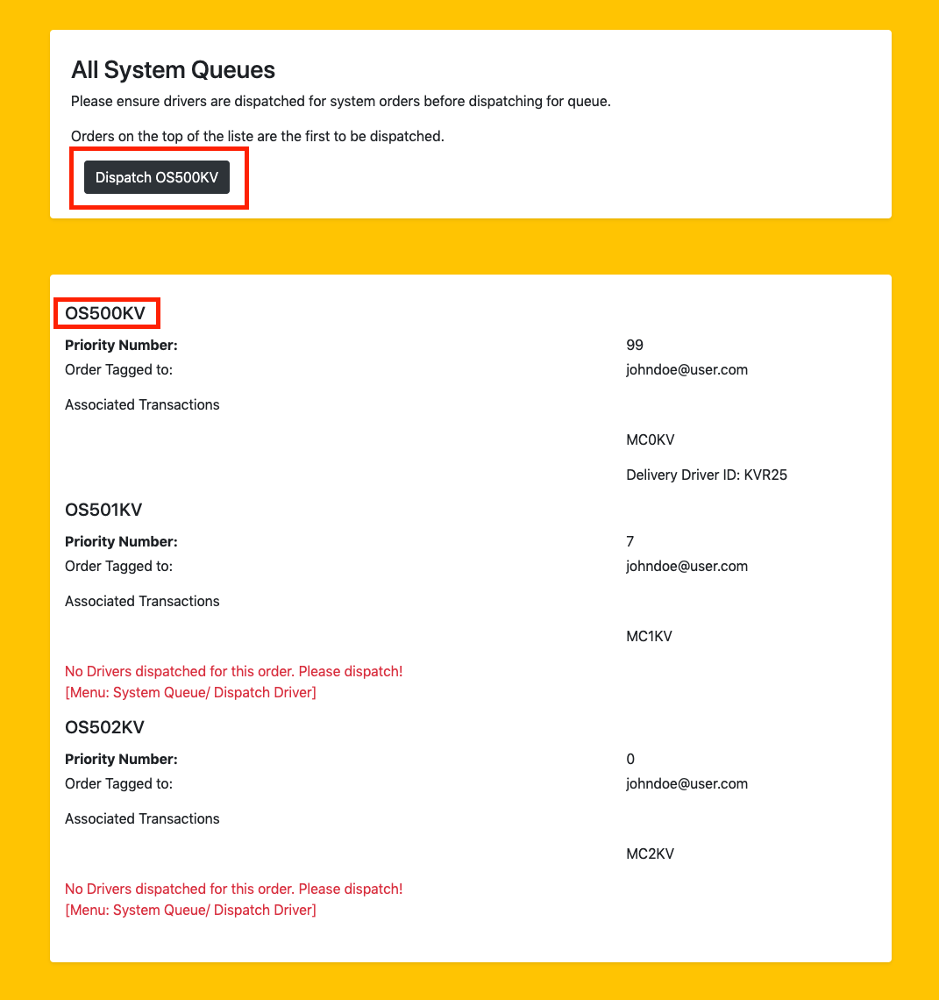 All System Queues
Please ensure drivers are dispatched for system orders before dispatching for queue.
Orders on the top of the liste are the first to be dispatched.
Dispatch OS500KV
OS500KV
Priority Number: 99
Order Tagged to: johndoe@user.com
Associated Transactions
MC0KV
Delivery Driver ID: KVR25
OS501KV
Priority Number: 7
Order Tagged to: johndoe@user.com
Associated Transactions
MC1KV
No Drivers dispatched for this order. Please dispatch!
[Menu: System Queue/ Dispatch Driver]
OS502KV
Priority Number: 0
Order Tagged to: johndoe@user.com
Associated Transactions
MC2KV
No Drivers dispatched for this order. Please dispatch!
[Menu: System Queue/ Dispatch Driver]